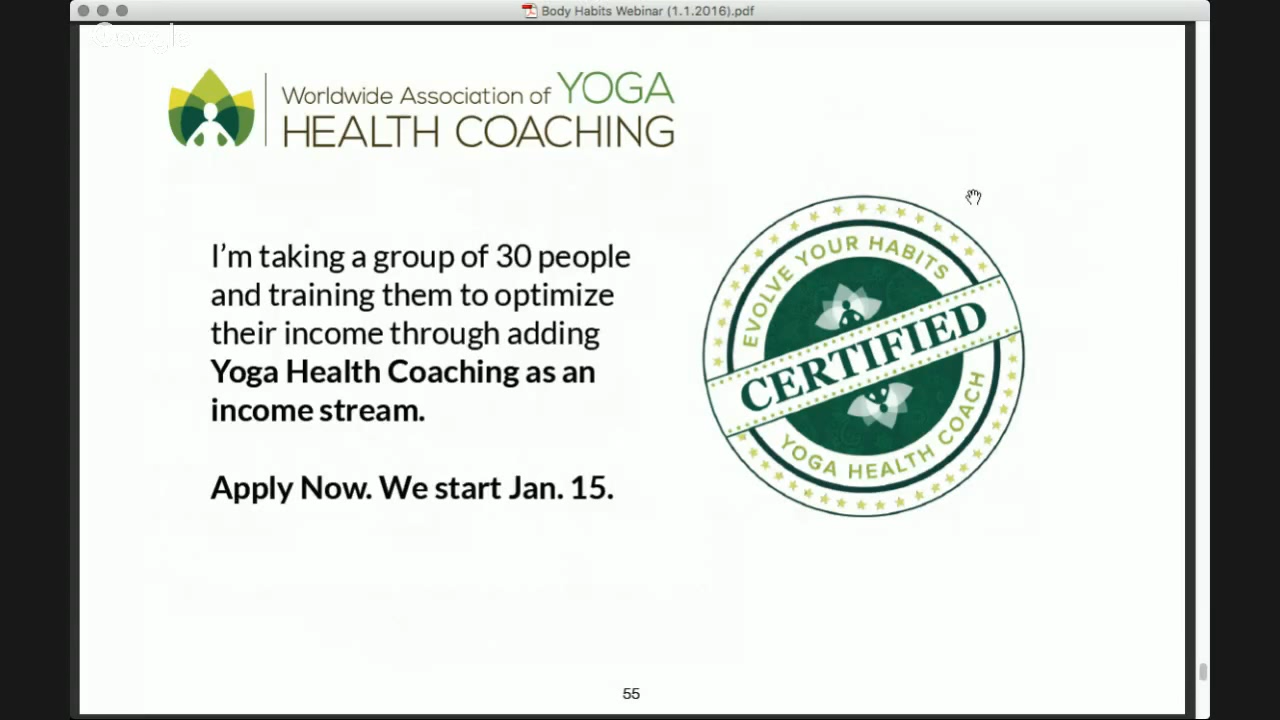 Body Habits Webinar (1.1.2016).pdf
Google
Worldwide Association of YOGA
HEALTH COACHING
I'm taking a group of 30 people
and training them to optimize
their income through adding
Yoga Health Coaching as an
income stream.
Apply Now. We start Jan. 15.
EVOLVE YOUR HABITS
CERTIFIED
YOGA HEALTH COACH
55